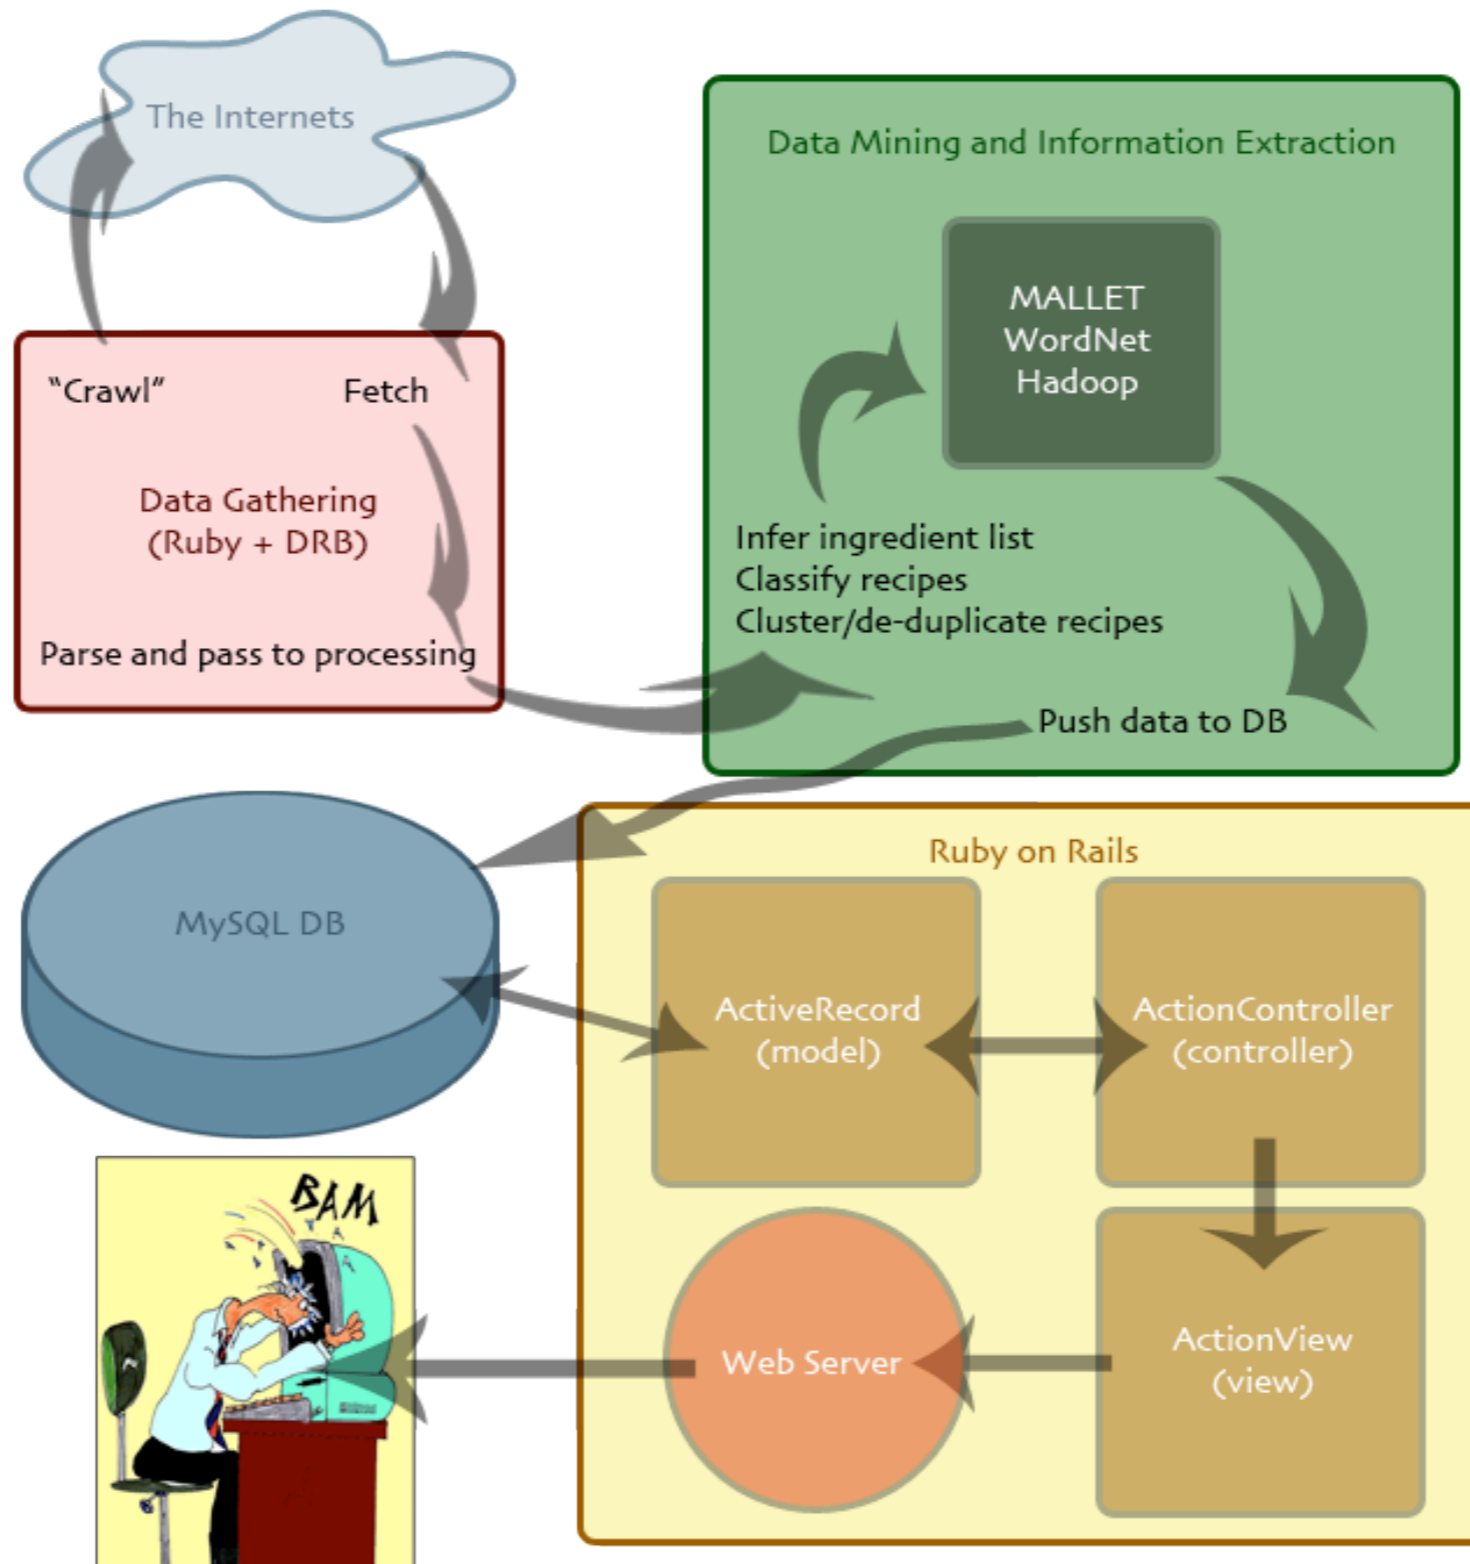 The Internets
"Crawl"
Fetch
Data Gathering
(Ruby + DRB)
Parse and pass to processing
Data Mining and Information Extraction
MALLET
WordNet
Hadoop
Infer ingredient list
Classify recipes
Cluster/de-duplicate recipes
Push data to DB
MySQL DB
Ruby on Rails
ActiveRecord
(model)
ActionController
(controller)
ActionView
(view)
Web Server
BAM